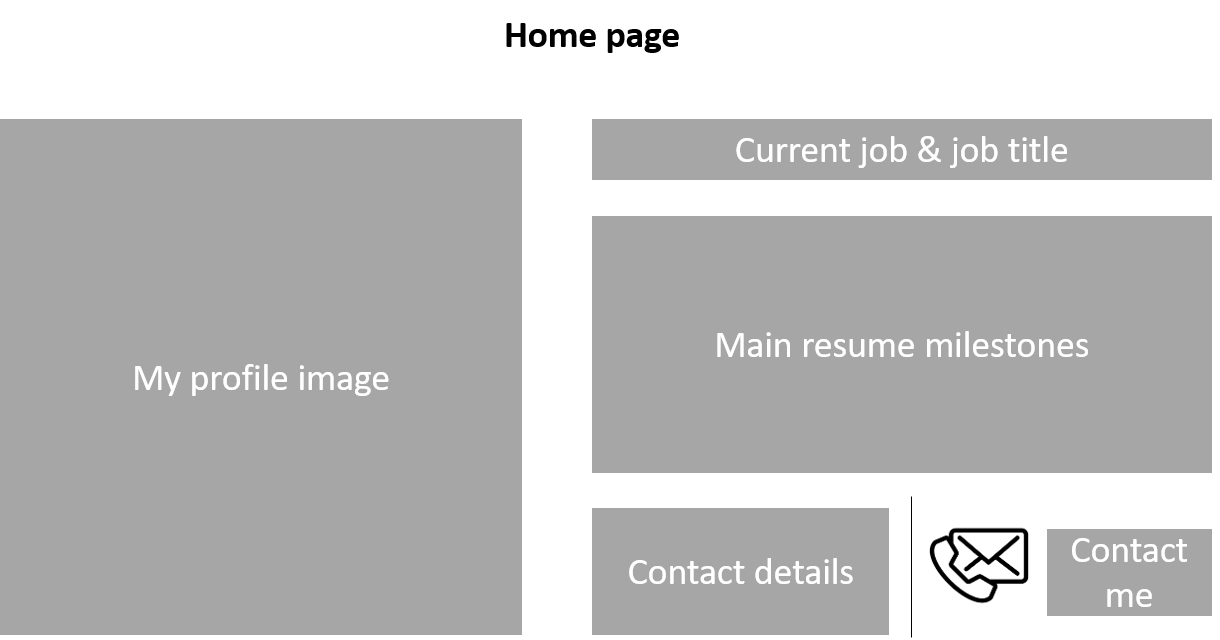 Home page
Current job & job title
My profile image
Main resume milestones
Contact details
Contact
me